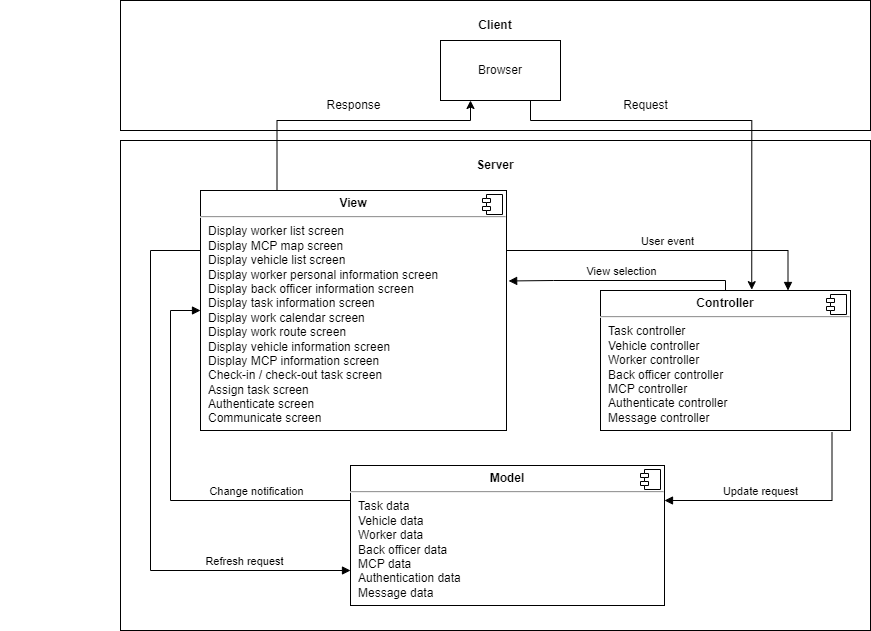 Client
Browser
Response
Request
Server
View
Display worker list screen
Display MCP map screen
Display vehicle list screen
Display worker personal information screen
Display back officer information screen
Display task information screen
Display work calendar screen
Display work route screen
Display vehicle information screen
Display MCP information screen
Check-in / check-out task screen
Assign task screen
Authenticate screen
Communicate screen
User event
View selection
Controller
Task controller
Vehicle controller
Worker controller
Back officer controller
MCP controller
Authenticate controller
Message controller
Change notification
Update request
Refresh request
Model
Task data
Vehicle data
Worker data
Back officer data
MCP data
Authentication data
Message data